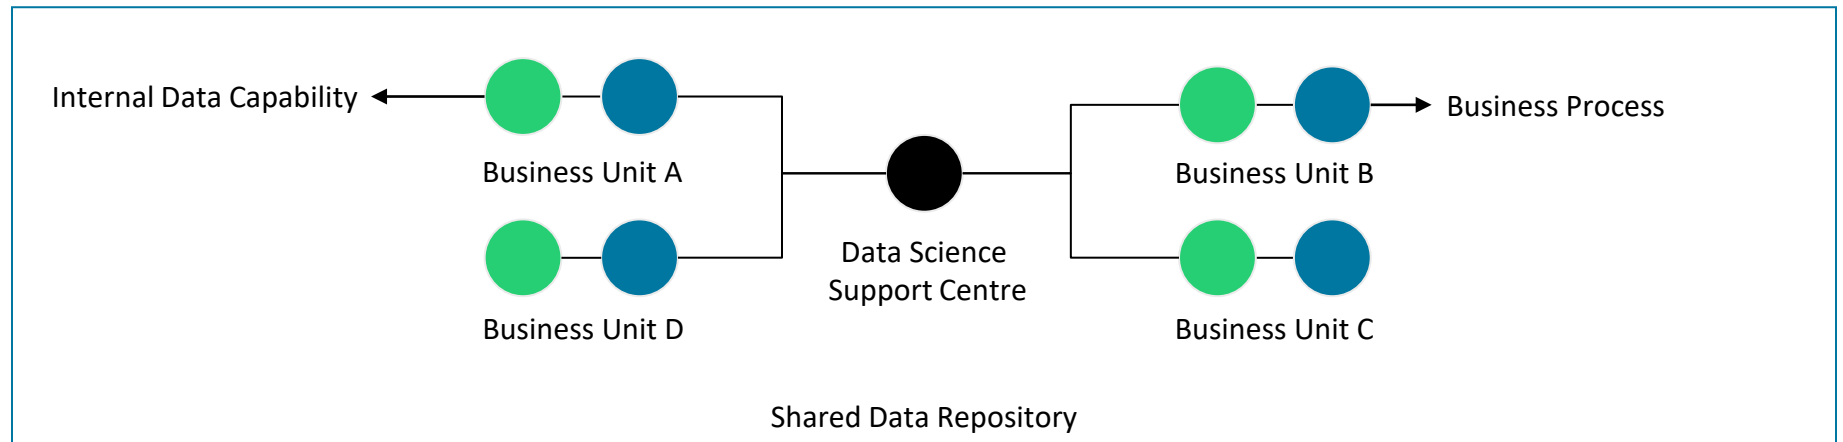 Internal Data Capability
Business Process
Business Unit A
Business Unit B
Data Science
Support Centre
Business Unit D
Business Unit C
Shared Data Repository